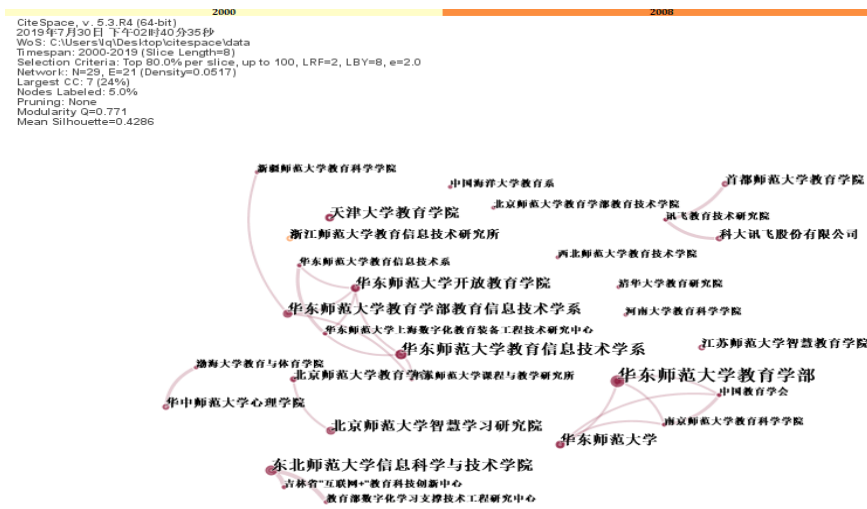 2000
2008
CiteSpace, v. 5.3.R4 (64-bit)
2019年7月30日 下午02时40分35秒
WoS: C:\Users\lq\Desktop\citespace\data
Timespan: 2000-2019 (Slice Length=8)
Selection Criteria: Top 80.0% per slice, up to 100, LRF=2, LBY=8, e=2.0
Network: N=29, E=21 (Density=0.0517)
Largest CC: 7 (24%)
Nodes Labeled: 5.0%
Pruning: None
Modularity Q=0.771
Mean Silhouette=0.4286
新疆师范大学教育科学学院
中国海洋大学教育系
首都师范大学教育学院
天津大学教育学院
北京师范大学教育学部教育技术学院
讯飞教育技术研究院
浙江师范大学教育信息技术研究所
科大讯飞股份有限公司
西北师范大学教育技术学院
华东师范大学教育信息技术系
华东师范大学开放教育学院
清华大学教育研究院
华东师范大学教育学部教育信息技术学系
河南大学教育科学学院
华东师范大学上海数字化教育装备工程技术研究中心
华东师范大学教育信息技术学系
江苏师范大学智慧教育学院
渤海大学教育与体育学院
北京师范大学教育
师范大学课程与教学研究所
华东师范大学教育学部
中国教育学会
华中师范大学心理学院
南京师范大学教育科学学院
北京师范大学智慧学习研究院
华东师范大学
东北师范大学信息科学与技术学院
吉林省"互联网+"教育科技创新中心
教育部数字化学习支撑技术工程研究中心